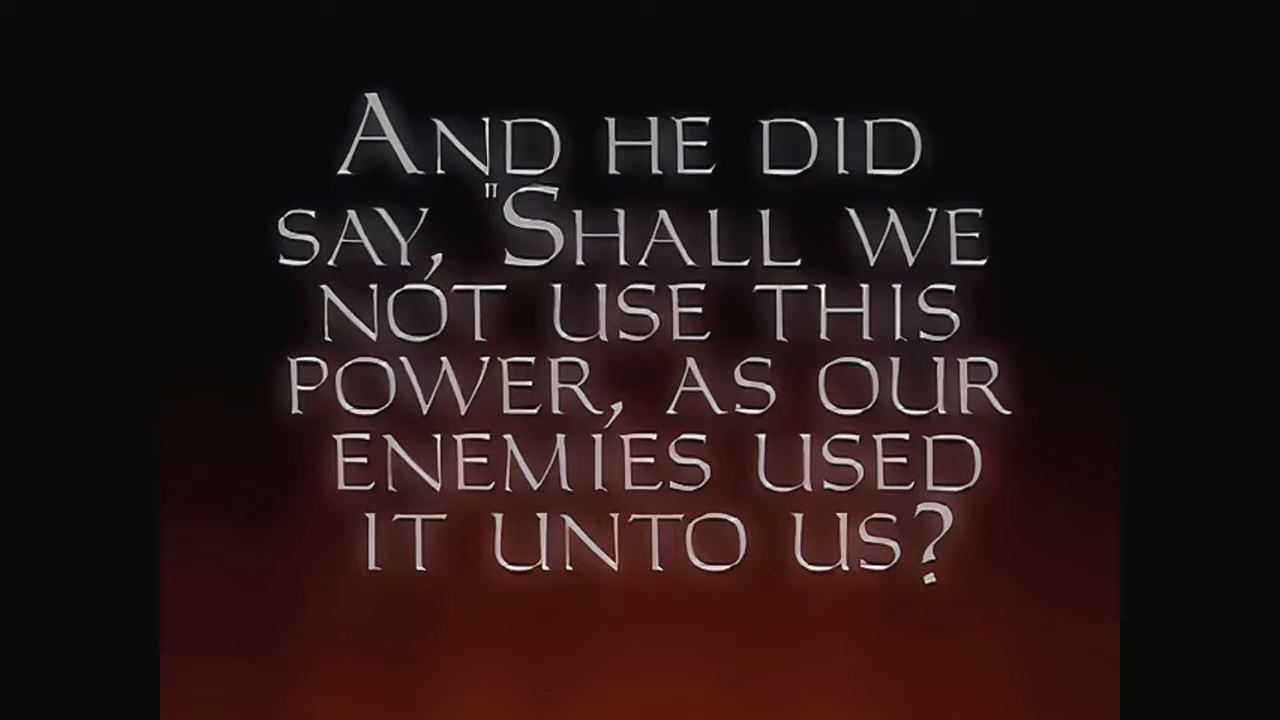 And he did
say, "Shall we
not use this
power, as our
enemies used
it unto us?